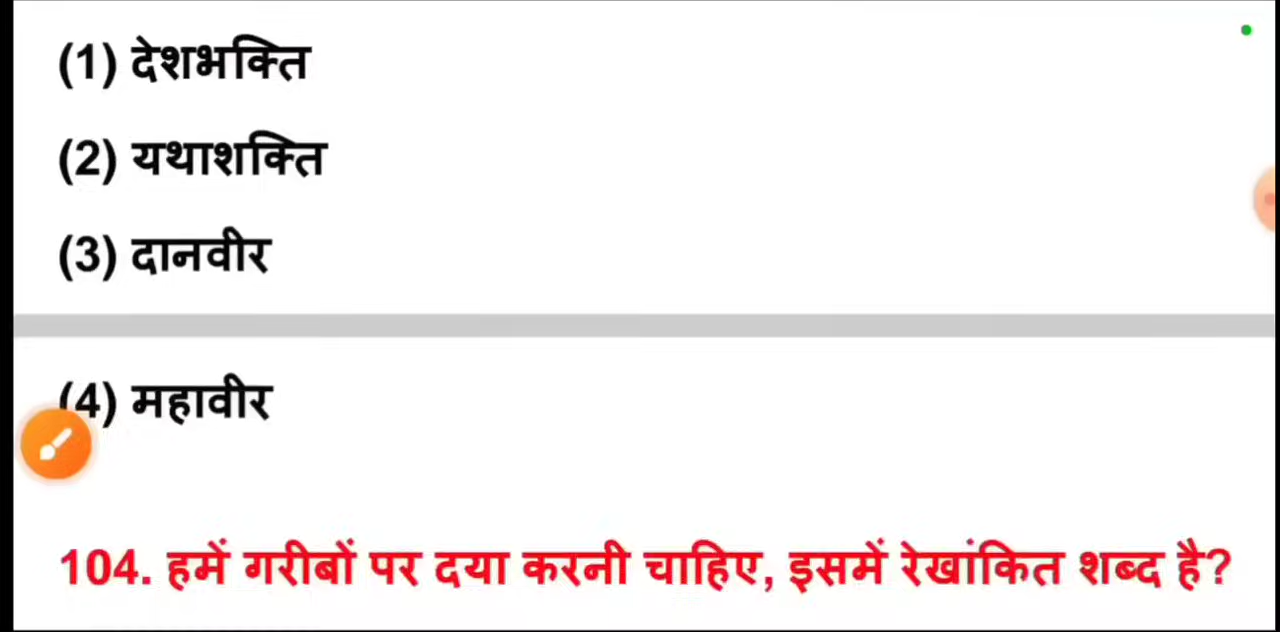 (1) देशभक्ति
(2) यथाशक्ति
(3) दानवीर
(4) महावीर
104. हमें गरीबों पर दया करनी चाहिए, इसमें रेखांकित शब्द है?